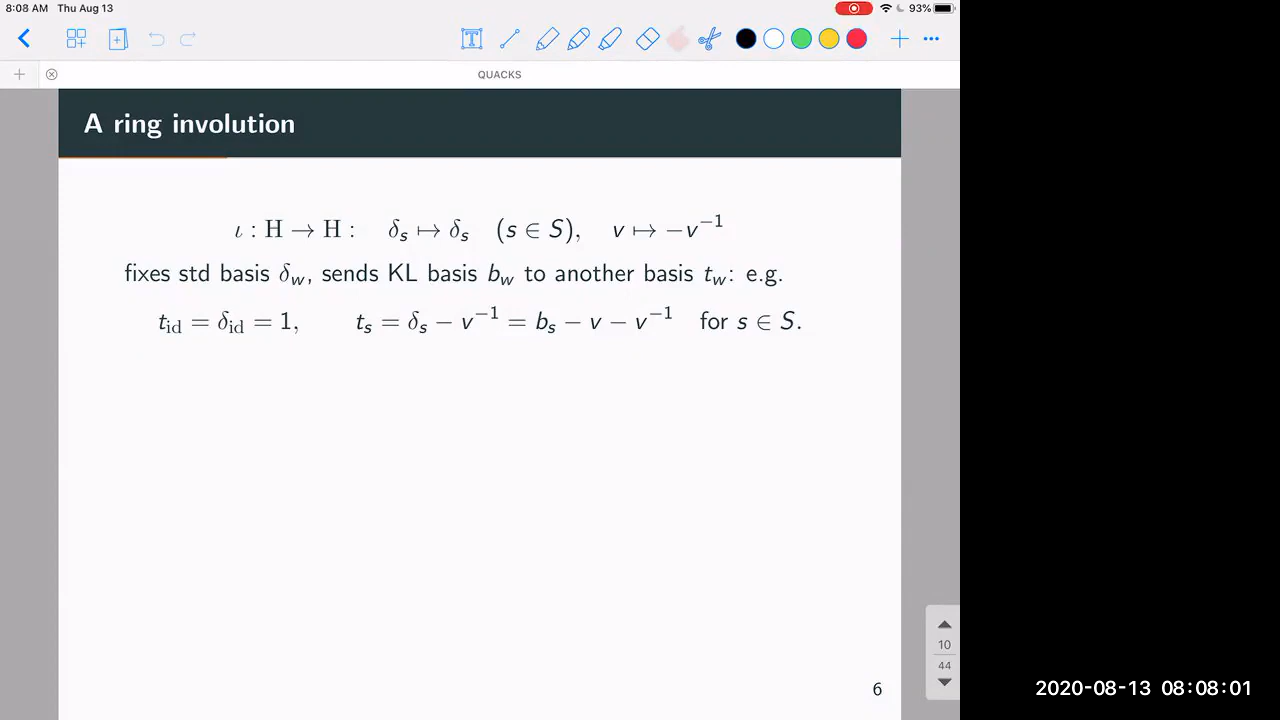 8:08 AM Thu Aug 13
93%
T
QUACKS
A ring involution
ι : H → H : δ_s ↦ δ_s (s ∈ S), v ↦ −v⁻¹
fixes std basis δ_w, sends KL basis b_w to another basis t_w: e.g.
t_id = δ_id = 1, t_s = δ_s − v⁻¹ = b_s − v − v⁻¹ for s ∈ S.
10
44
6
2020-08-13 08:08:01